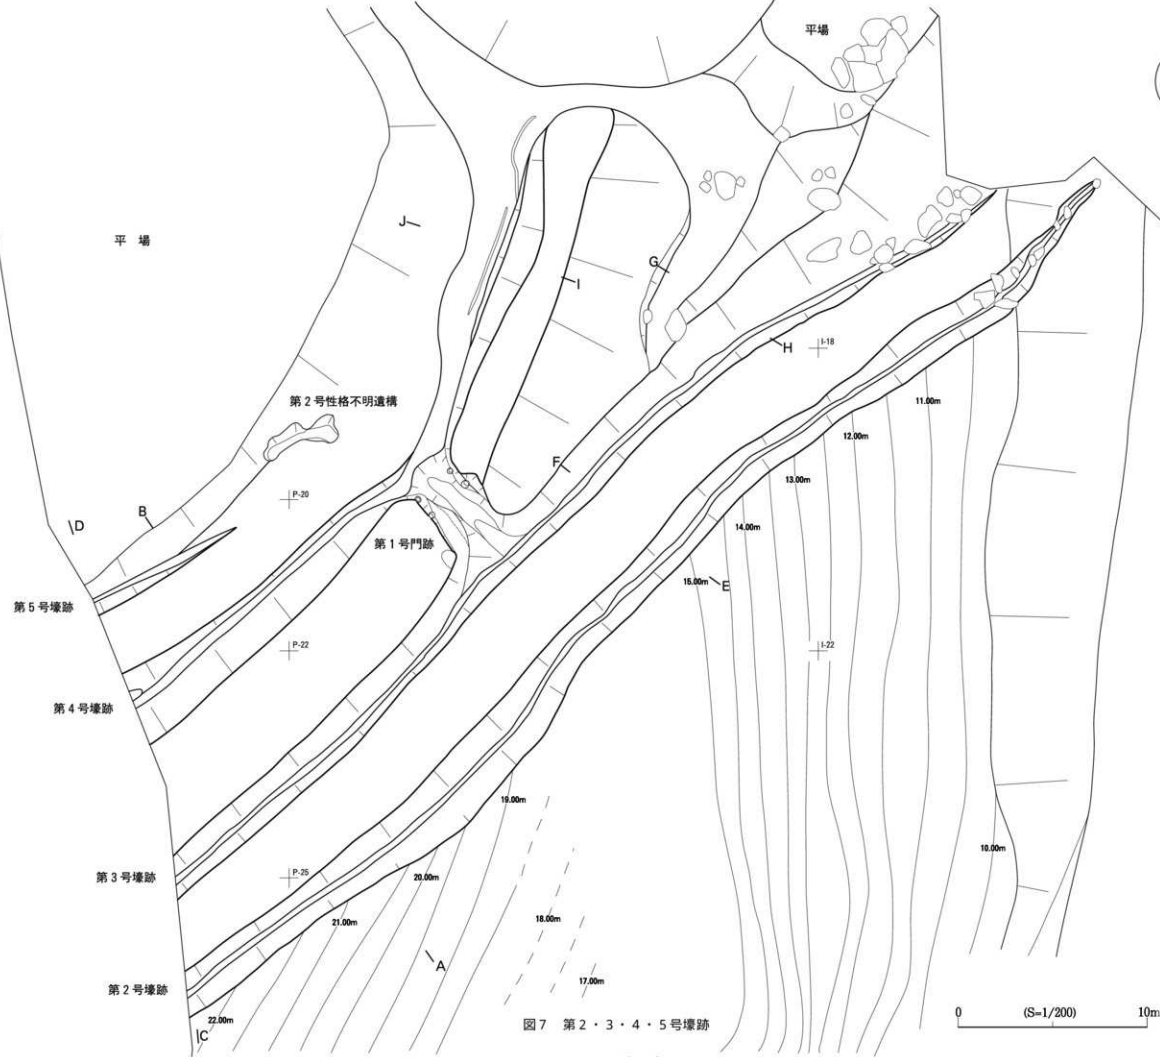 平場
平 場
J
G
I
H
I-18
第２号性格不明遺構
11.00m
12.00m
F
13.00m
P-20
D
B
14.00m
第１号門跡
15.00m
E
第５号壕跡
P-22
I-22
第４号壕跡
19.00m
10.00m
第３号壕跡
P-25
20.00m
21.00m
18.00m
A
17.00m
第２号壕跡
22.00m
C
図７ 第２・３・４・５号壕跡
0 (S=1/200) 10m